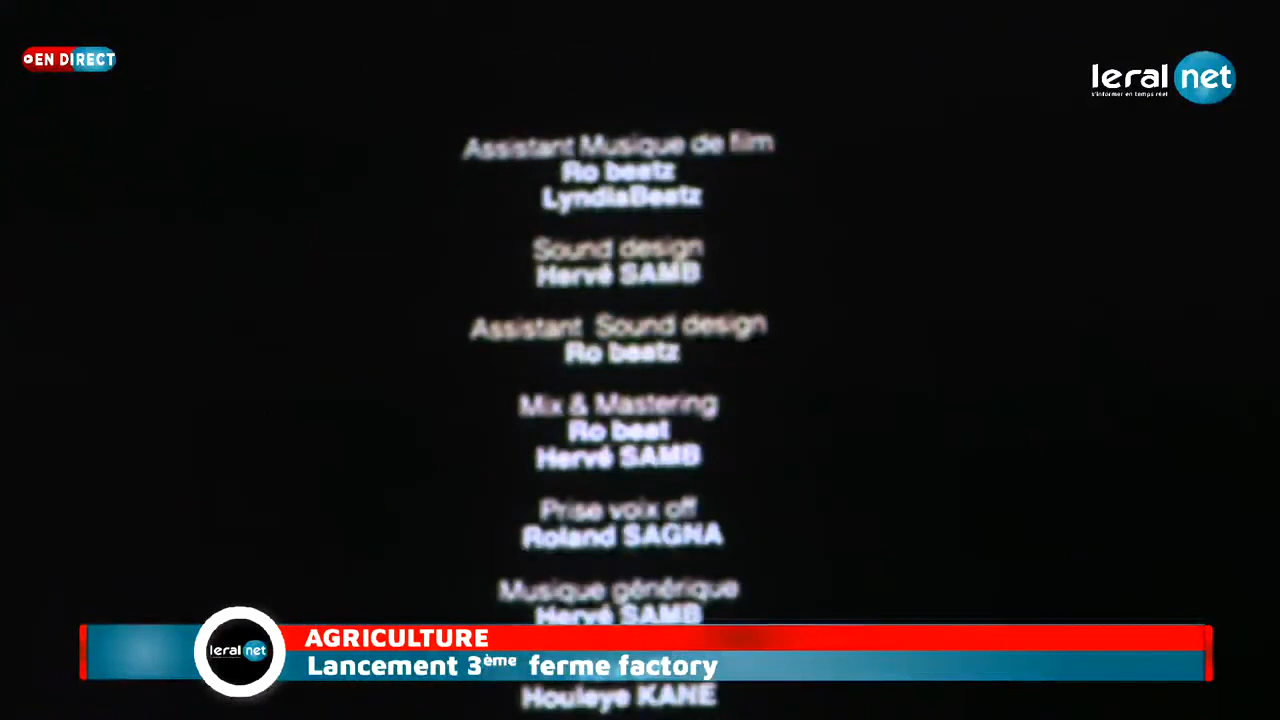 EN DIRECT
leral net
s'informer en temps réel
Assistant Musique de film
Ro beatz
LyndiaBeatz
Sound design
Hervé SAMB
Assistant Sound design
Ro beatz
Mix & Mastering
Ro beat
Hervé SAMB
Prise voix off
Roland SAGNA
Musique générique
Hervé SAMB
leral net
AGRICULTURE
Lancement 3ème ferme factory
Houleye KANE